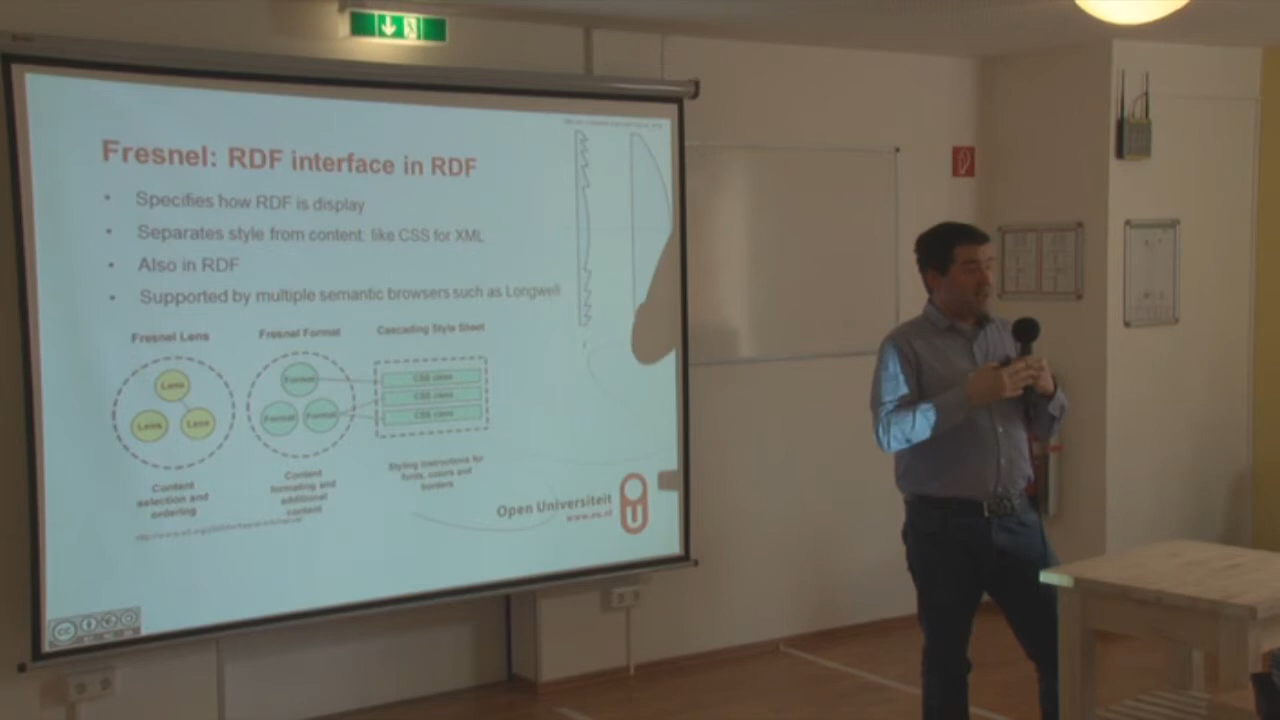 Fresnel: RDF interface in RDF
• Specifies how RDF is display
• Separates style from content: like CSS for XML
• Also in RDF
• Supported by multiple semantic browsers such as Longwell
Fresnel Lens
Fresnel Format
Cascading Style Sheet
Lens
Lens
Lens
Format
Format
Format
CSS class
CSS class
CSS class
Content
selection and
ordering
Content
formating and
additional
content
Styling instructions for
fonts, colors and
borders
Open Universiteit
www.ou.nl
cc